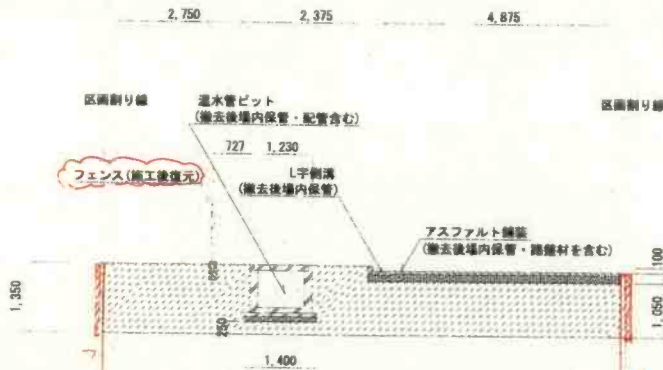 2,750
2,375
4,875
区画割り線
温水管ピット
(撤去後場内保管・配管含む)
区画割り線
727
1,230
フェンス(施工後復元)
L字側溝
(撤去後場内保管)
アスファルト舗装
(撤去後場内保管・路盤材を含む)
100
1,350
250
1,050
1,400